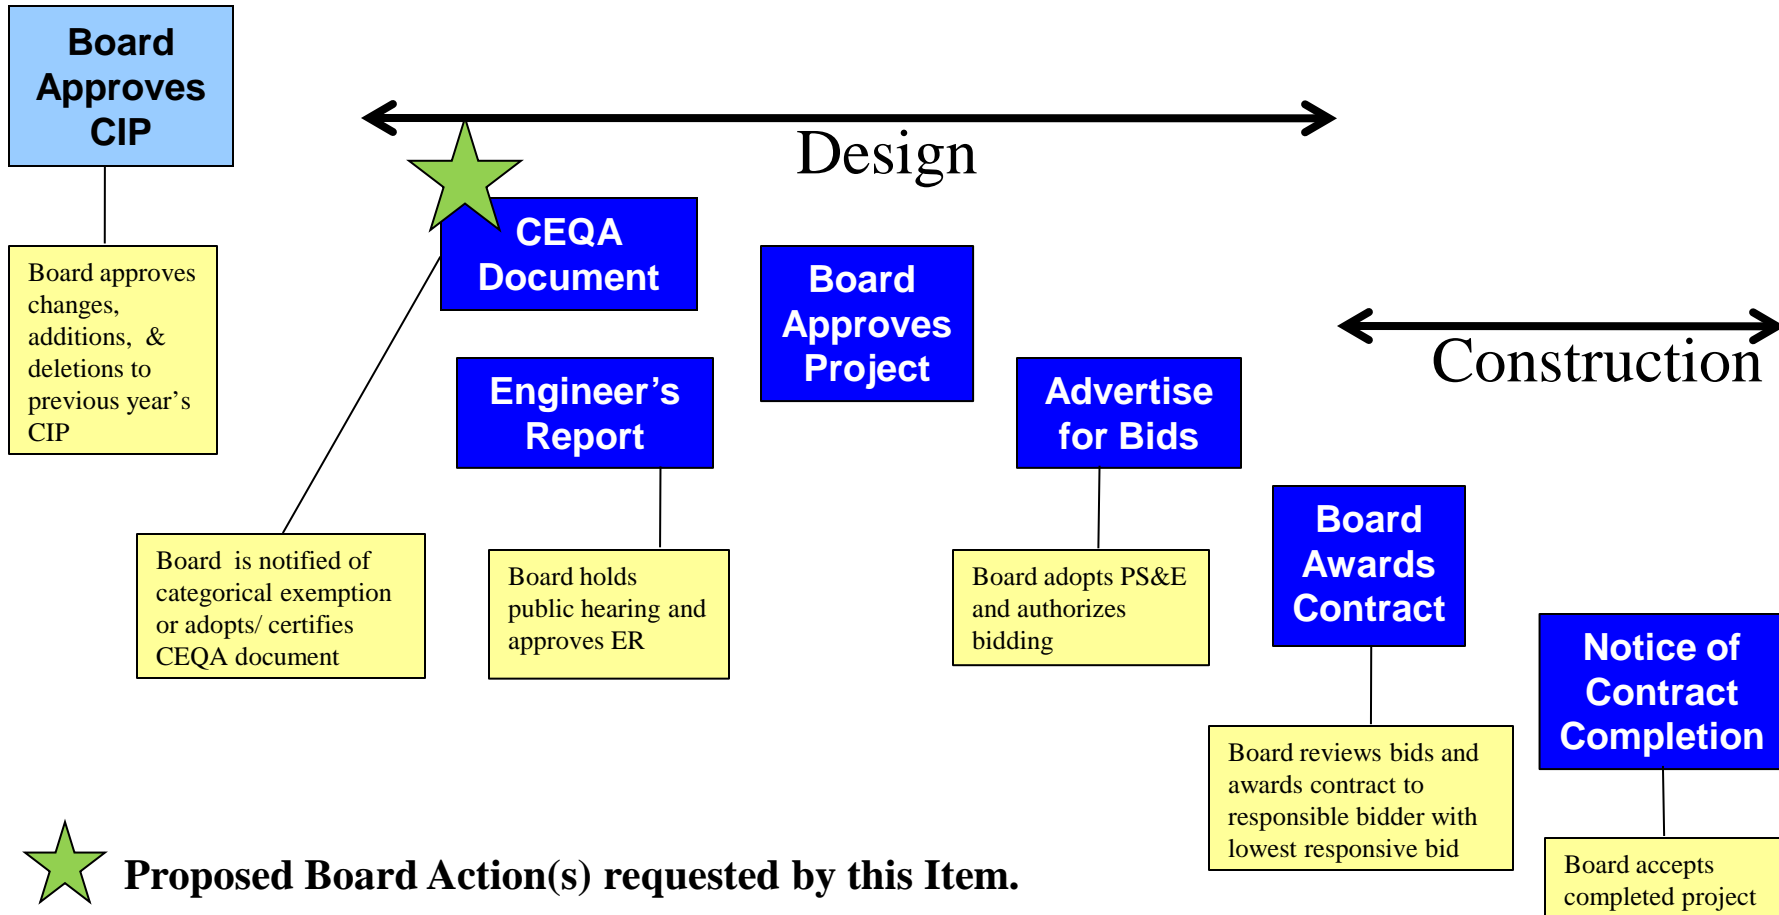 Board
Approves
CIP
Board approves
changes,
additions, &
deletions to
previous year's
CIP
Design
CEQA
Document
Board is notified of
categorical exemption
or adopts/ certifies
CEQA document
Engineer’s
Report
Board holds
public hearing and
approves ER
Board
Approves
Project
Advertise
for Bids
Board adopts PS&E
and authorizes
bidding
Construction
Board
Awards
Contract
Board reviews bids and
awards contract to
responsible bidder with
lowest responsive bid
Notice of
Contract
Completion
Board accepts
completed project
Proposed Board Action(s) requested by this Item.